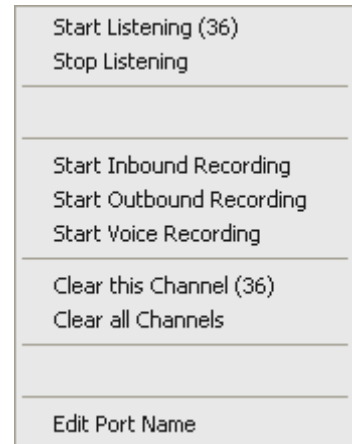 Start Listening (36)
Stop Listening
Start Inbound Recording
Start Outbound Recording
Start Voice Recording
Clear this Channel (36)
Clear all Channels
Edit Port Name